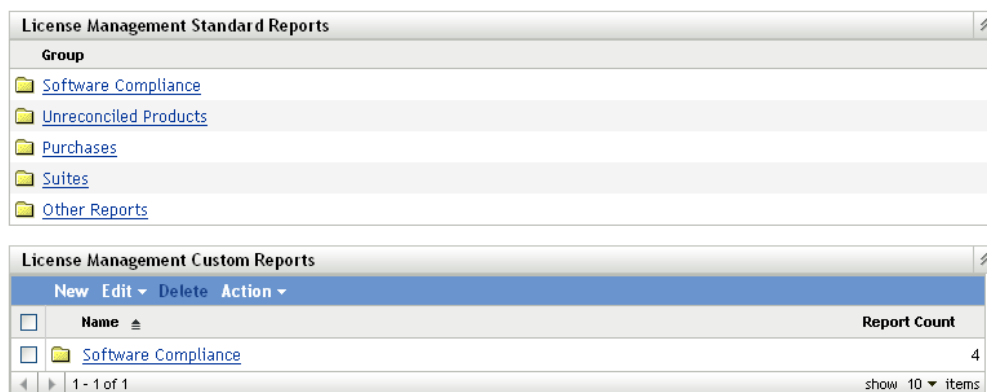 License Management Standard Reports
Group
Software Compliance
Unreconciled Products
Purchases
Suites
Other Reports
License Management Custom Reports
New Edit Delete Action
Name Report Count
Software Compliance 4
1 - 1 of 1 show 10 items